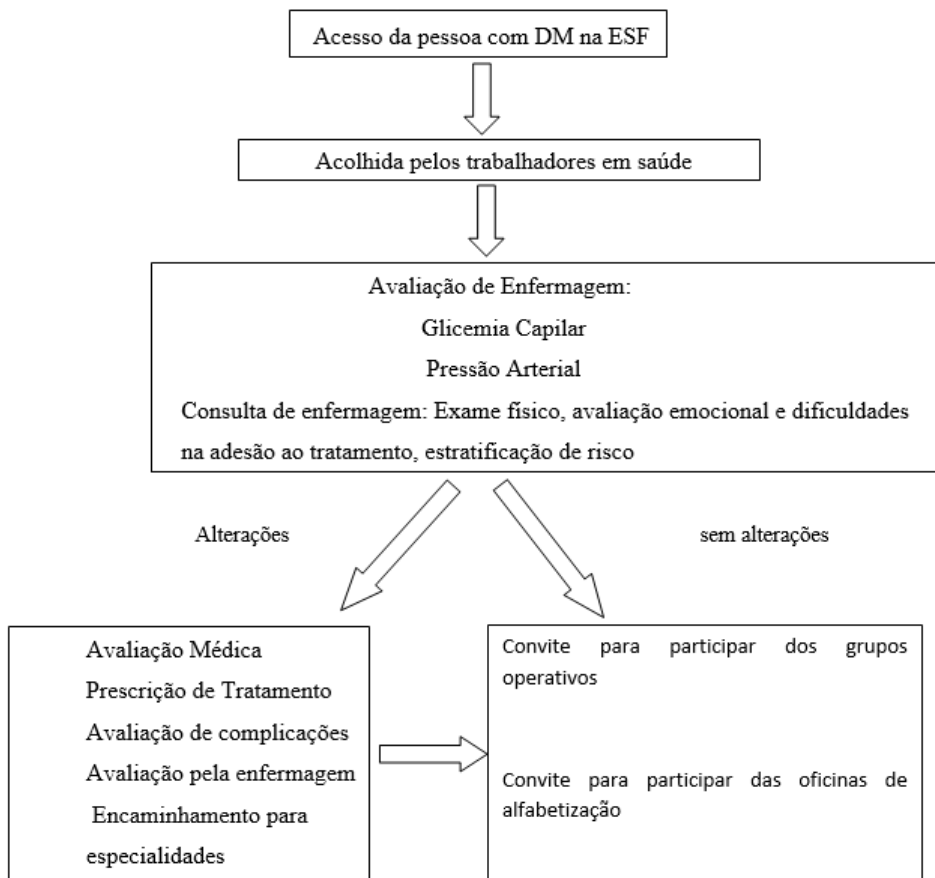 Acesso da pessoa com DM na ESF
Acolhida pelos trabalhadores em saúde
Avaliação de Enfermagem:
Glicemia Capilar
Pressão Arterial
Consulta de enfermagem: Exame físico, avaliação emocional e dificuldades
na adesão ao tratamento, estratificação de risco
Alterações
sem alterações
Avaliação Médica
Prescrição de Tratamento
Avaliação de complicações
Avaliação pela enfermagem
Encaminhamento para
especialidades
Convite para participar dos grupos
operativos
Convite para participar das oficinas de
alfabetização